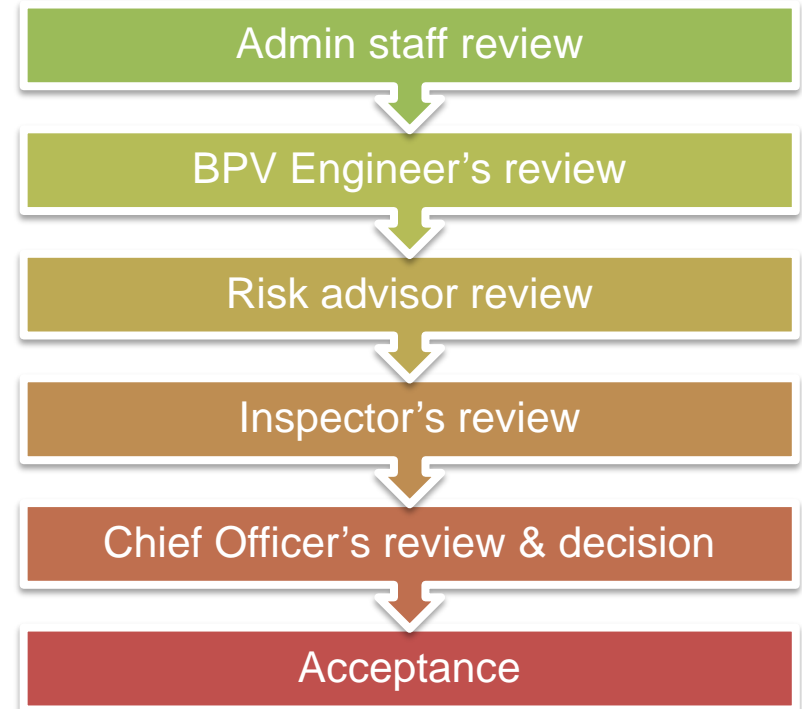 Admin staff review
BPV Engineer’s review
Risk advisor review
Inspector’s review
Chief Officer’s review & decision
Acceptance